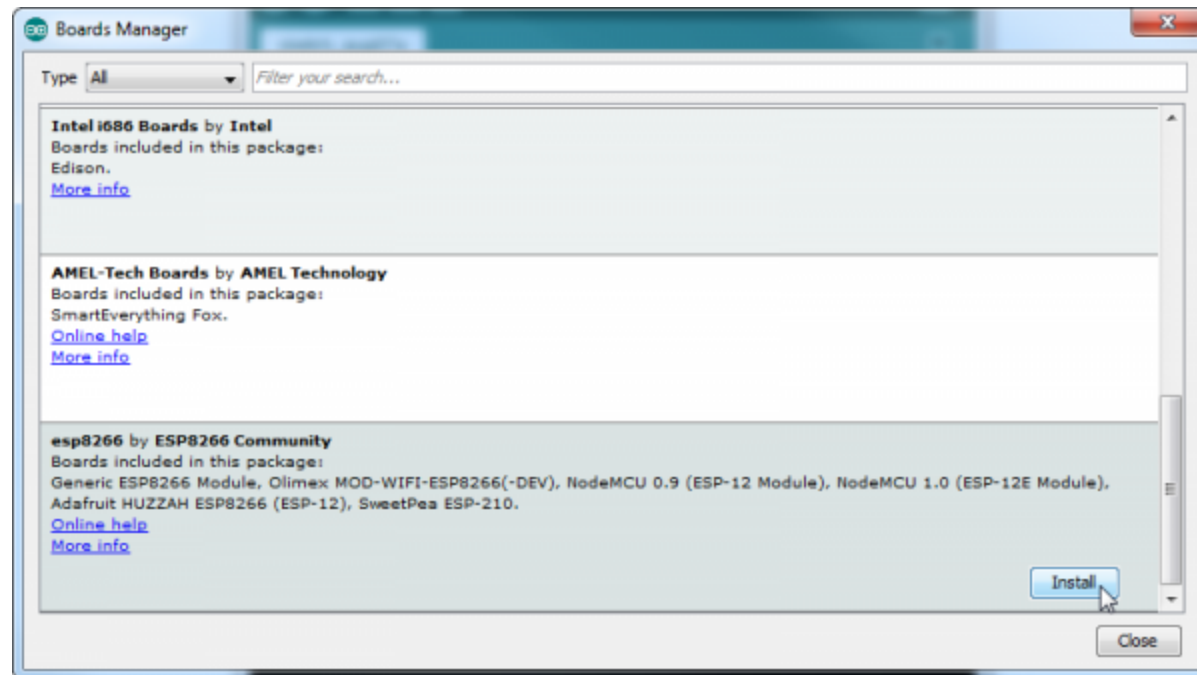 Boards Manager
Type All Filter your search...
Intel i686 Boards by Intel
Boards included in this package:
Edison.
More info
AMEL-Tech Boards by AMEL Technology
Boards included in this package:
SmartEverything Fox.
Online help
More info
esp8266 by ESP8266 Community
Boards included in this package:
Generic ESP8266 Module, Olimex MOD-WIFI-ESP8266(-DEV), NodeMCU 0.9 (ESP-12 Module), NodeMCU 1.0 (ESP-12E Module),
Adafruit HUZZAH ESP8266 (ESP-12), SweetPea ESP-210.
Online help
More info
Install
Close